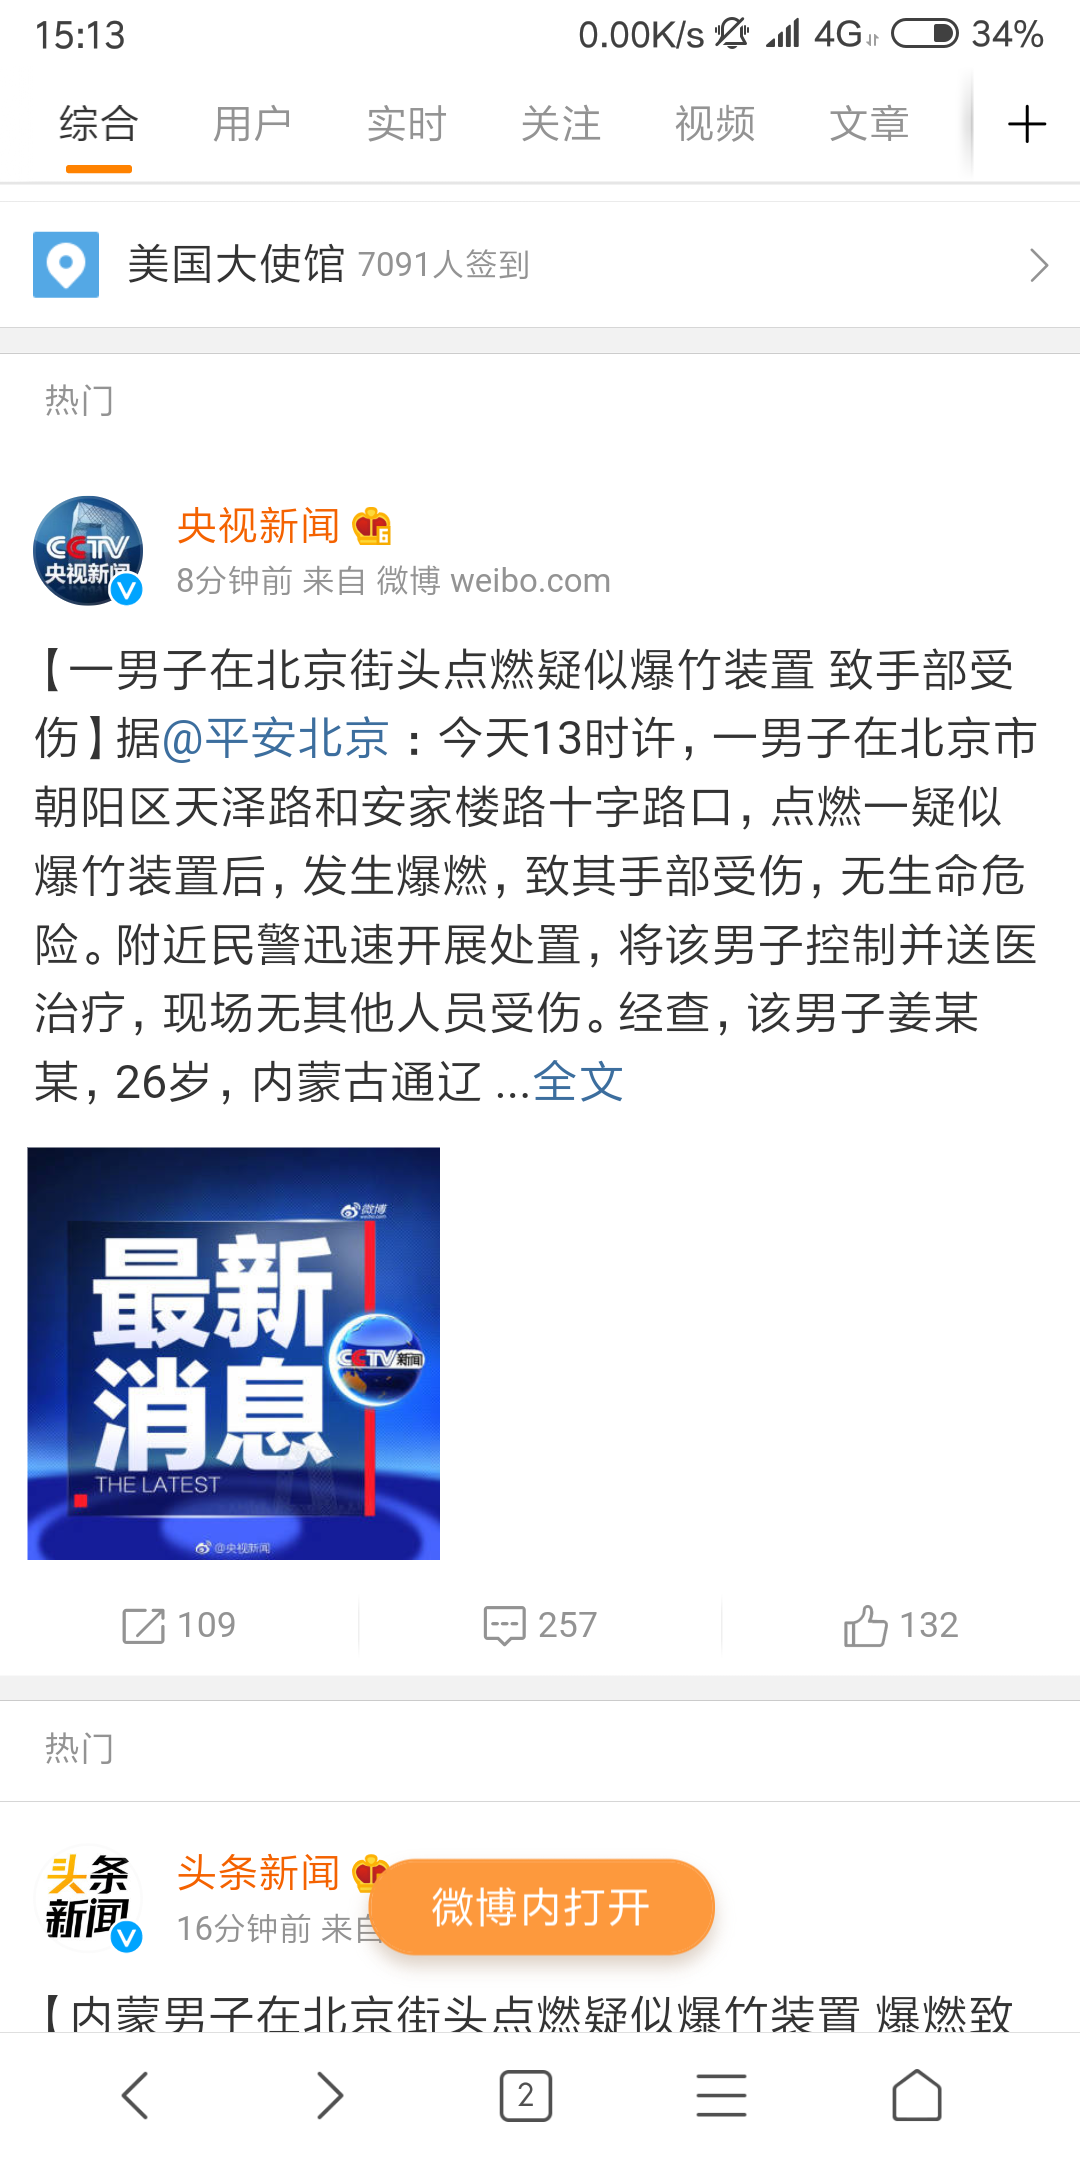 15:13 0.00K/s 4G 34%
综合 用户 实时 关注 视频 文章
美国大使馆 7091人签到
热门
CCTV
央视新闻
央视新闻 6
8分钟前 来自 微博 weibo.com
【一男子在北京街头点燃疑似爆竹装置 致手部受
伤】据@平安北京：今天13时许，一男子在北京市
朝阳区天泽路和安家楼路十字路口，点燃一疑似
爆竹装置后，发生爆燃，致其手部受伤，无生命危
险。附近民警迅速开展处置，将该男子控制并送医
治疗，现场无其他人员受伤。经查，该男子姜某
某，26岁，内蒙古通辽 ...全文
微博
weibo.com
最新
消息
CCTV新闻
THE LATEST
@央视新闻
109 257 132
热门
头条
新闻
头条新闻
16分钟前 来自
微博内打开
【内蒙男子在北京街头点燃疑似爆竹装置 爆燃致
2